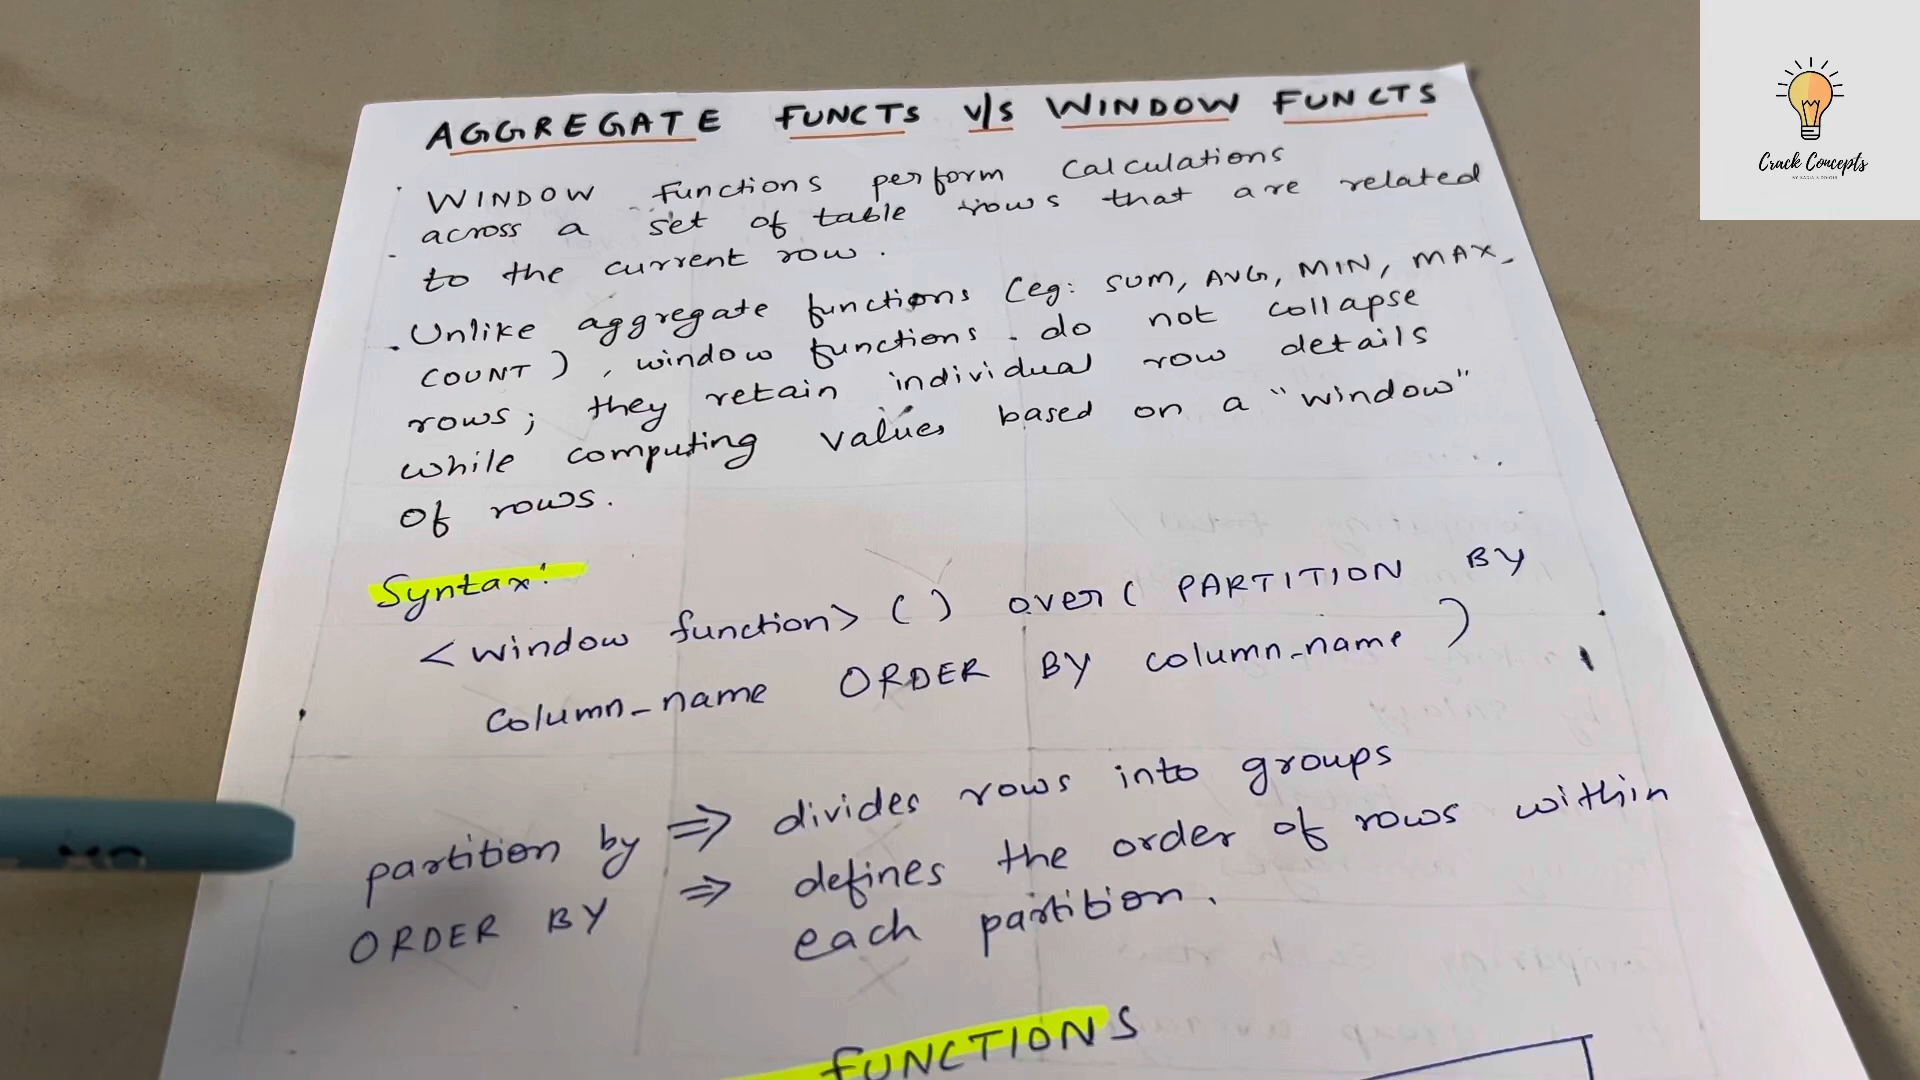 AGGREGATE FUNCTS V/S WINDOW FUNCTS
• WINDOW functions perform calculations
across a set of table rows that are related
to the current row.
• Unlike aggregate functions (eg: SUM, AVG, MIN, MAX,
COUNT), window functions do not collapse
rows; they retain individual row details
while computing values based on a "window"
of rows.
Syntax:
<window function> ( ) over ( PARTITION BY
column_name ORDER BY column_name )
partition by ⇒ divides rows into groups
ORDER BY ⇒ defines the order of rows within
each partition.
FUNCTIONS
Crack Concepts